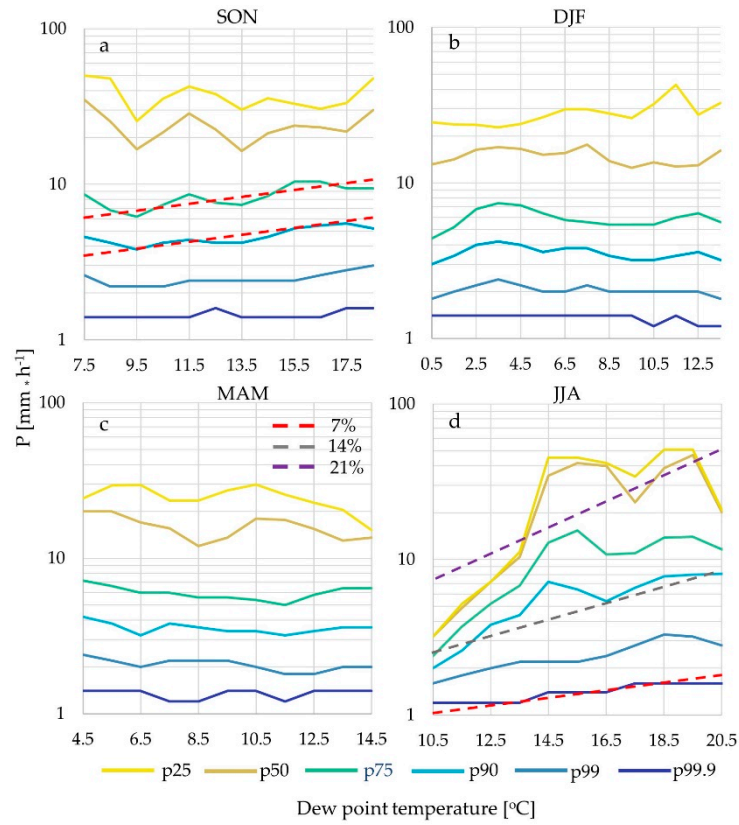 SON
DJF
a
b
100
10
1
100
10
1
7.5 9.5 11.5 13.5 15.5 17.5
0.5 2.5 4.5 6.5 8.5 10.5 12.5
P [mm * h-1]
MAM
JJA
c
d
7%
14%
21%
100
10
1
100
10
1
4.5 6.5 8.5 10.5 12.5 14.5
10.5 12.5 14.5 16.5 18.5 20.5
p25 p50 p75 p90 p99 p99.9
Dew point temperature [°C]